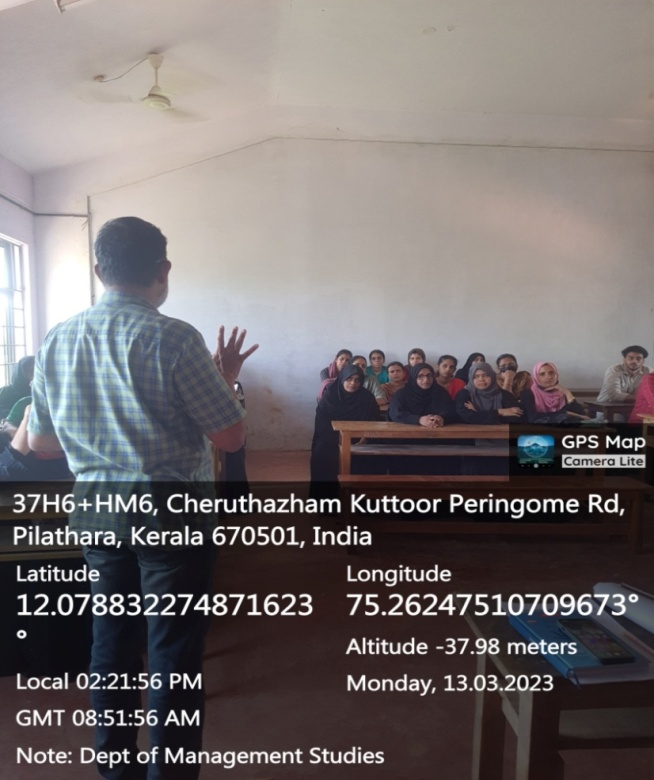 GPS Map
Camera Lite
37H6+HM6, Cheruthazham Kuttoor Peringome Rd,
Pilathara, Kerala 670501, India
Latitude
12.078832274871623
°
Longitude
75.26247510709673°
Altitude -37.98 meters
Local 02:21:56 PM
GMT 08:51:56 AM
Monday, 13.03.2023
Note: Dept of Management Studies